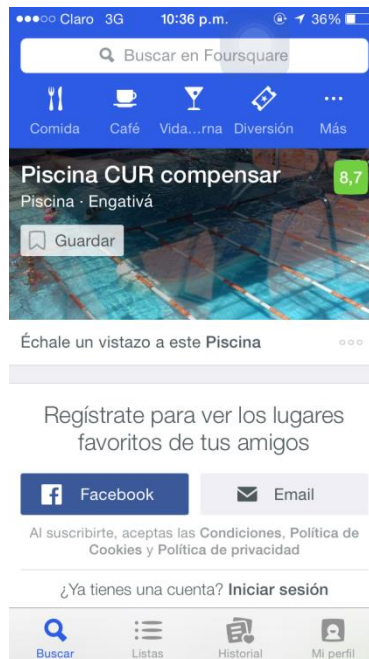 Claro 3G 10:36 p.m. 36%
Buscar en Foursquare
Comida Café Vida...rna Diversión Más
Piscina CUR compensar 8,7
Piscina · Engativá
Guardar
Échale un vistazo a este Piscina
Regístrate para ver los lugares
favoritos de tus amigos
Facebook Email
Al suscribirte, aceptas las Condiciones, Política de
Cookies y Política de privacidad
¿Ya tienes una cuenta? Iniciar sesión
Buscar Listas Historial Mi perfil